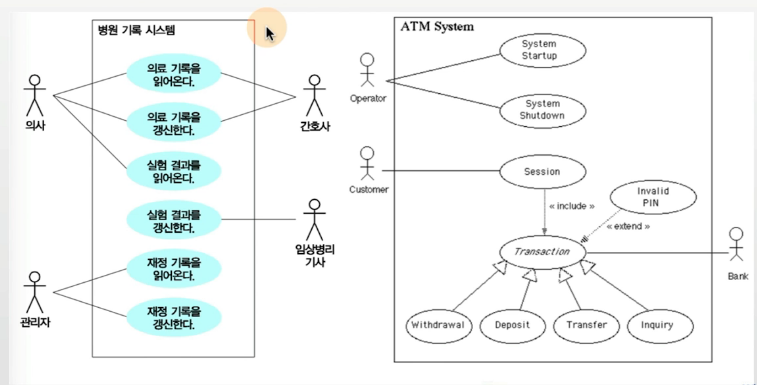 병원 기록 시스템
의료 기록을
읽어온다.
의료 기록을
갱신한다.
실험 결과를
읽어온다.
실험 결과를
갱신한다.
재정 기록을
읽어온다.
재정 기록을
갱신한다.
의사
간호사
임상병리
기사
관리자
ATM System
System
Startup
Operator
System
Shutdown
Customer
Session
Invalid
PIN
« include »
« extend »
Transaction
Bank
Withdrawal
Deposit
Transfer
Inquiry